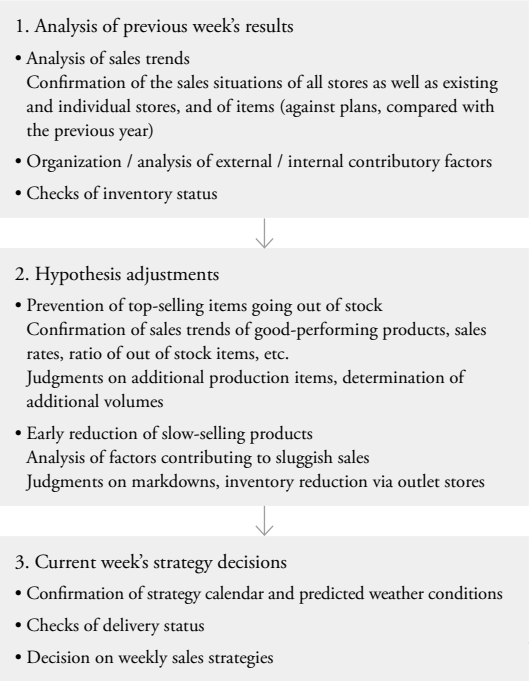 1. Analysis of previous week’s results
• Analysis of sales trends
Confirmation of the sales situations of all stores as well as existing
and individual stores, and of items (against plans, compared with
the previous year)
• Organization / analysis of external / internal contributory factors
• Checks of inventory status
2. Hypothesis adjustments
• Prevention of top-selling items going out of stock
Confirmation of sales trends of good-performing products, sales
rates, ratio of out of stock items, etc.
Judgments on additional production items, determination of
additional volumes
• Early reduction of slow-selling products
Analysis of factors contributing to sluggish sales
Judgments on markdowns, inventory reduction via outlet stores
3. Current week’s strategy decisions
• Confirmation of strategy calendar and predicted weather conditions
• Checks of delivery status
• Decision on weekly sales strategies